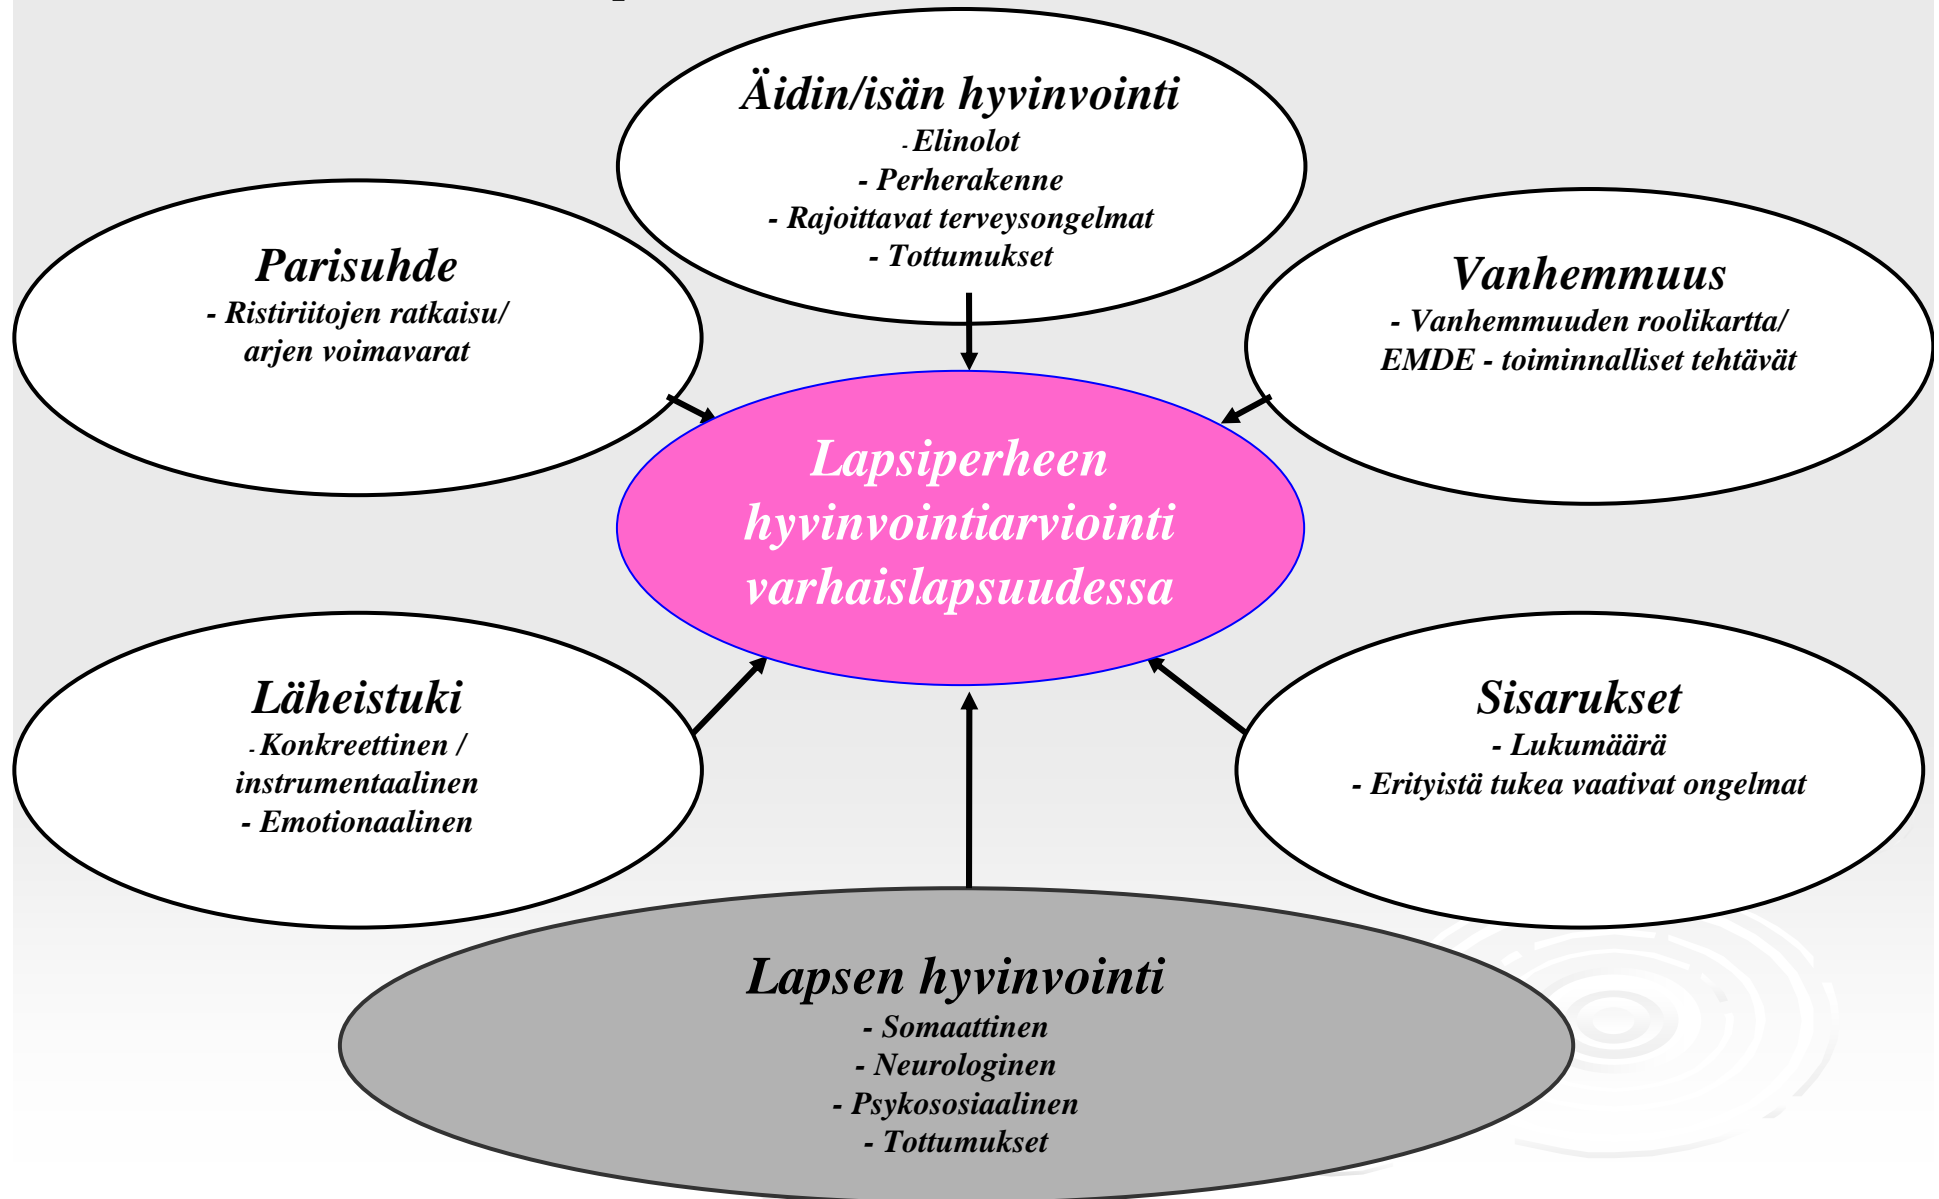 Äidin/isän hyvinvointi
- Elinolot
- Perherakenne
- Rajoittavat terveysongelmat
- Tottumukset
Parisuhde
- Ristiriitojen ratkaisu/
arjen voimavarat
Vanhemmuus
- Vanhemmuuden roolikartta/
EMDE - toiminnalliset tehtävät
Lapsiperheen
hyvinvointiarviointi
varhaislapsuudessa
Läheistuki
- Konkreettinen /
instrumentaalinen
- Emotionaalinen
Sisarukset
- Lukumäärä
- Erityistä tukea vaativat ongelmat
Lapsen hyvinvointi
- Somaattinen
- Neurologinen
- Psykososiaalinen
- Tottumukset